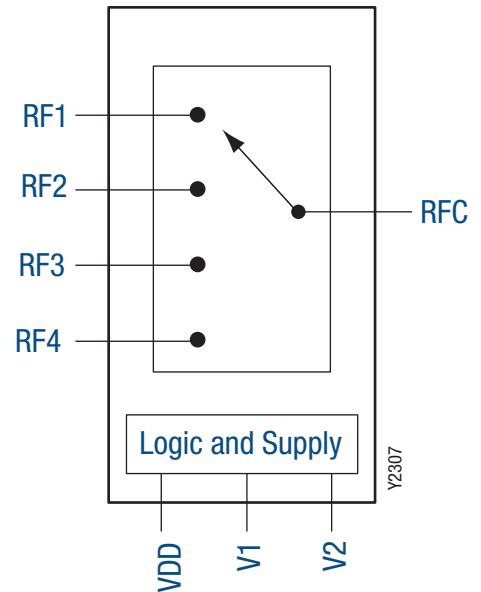 RF1
RF2
RFC
RF3
RF4
Logic and Supply
Y2307
VDD
V1
V2